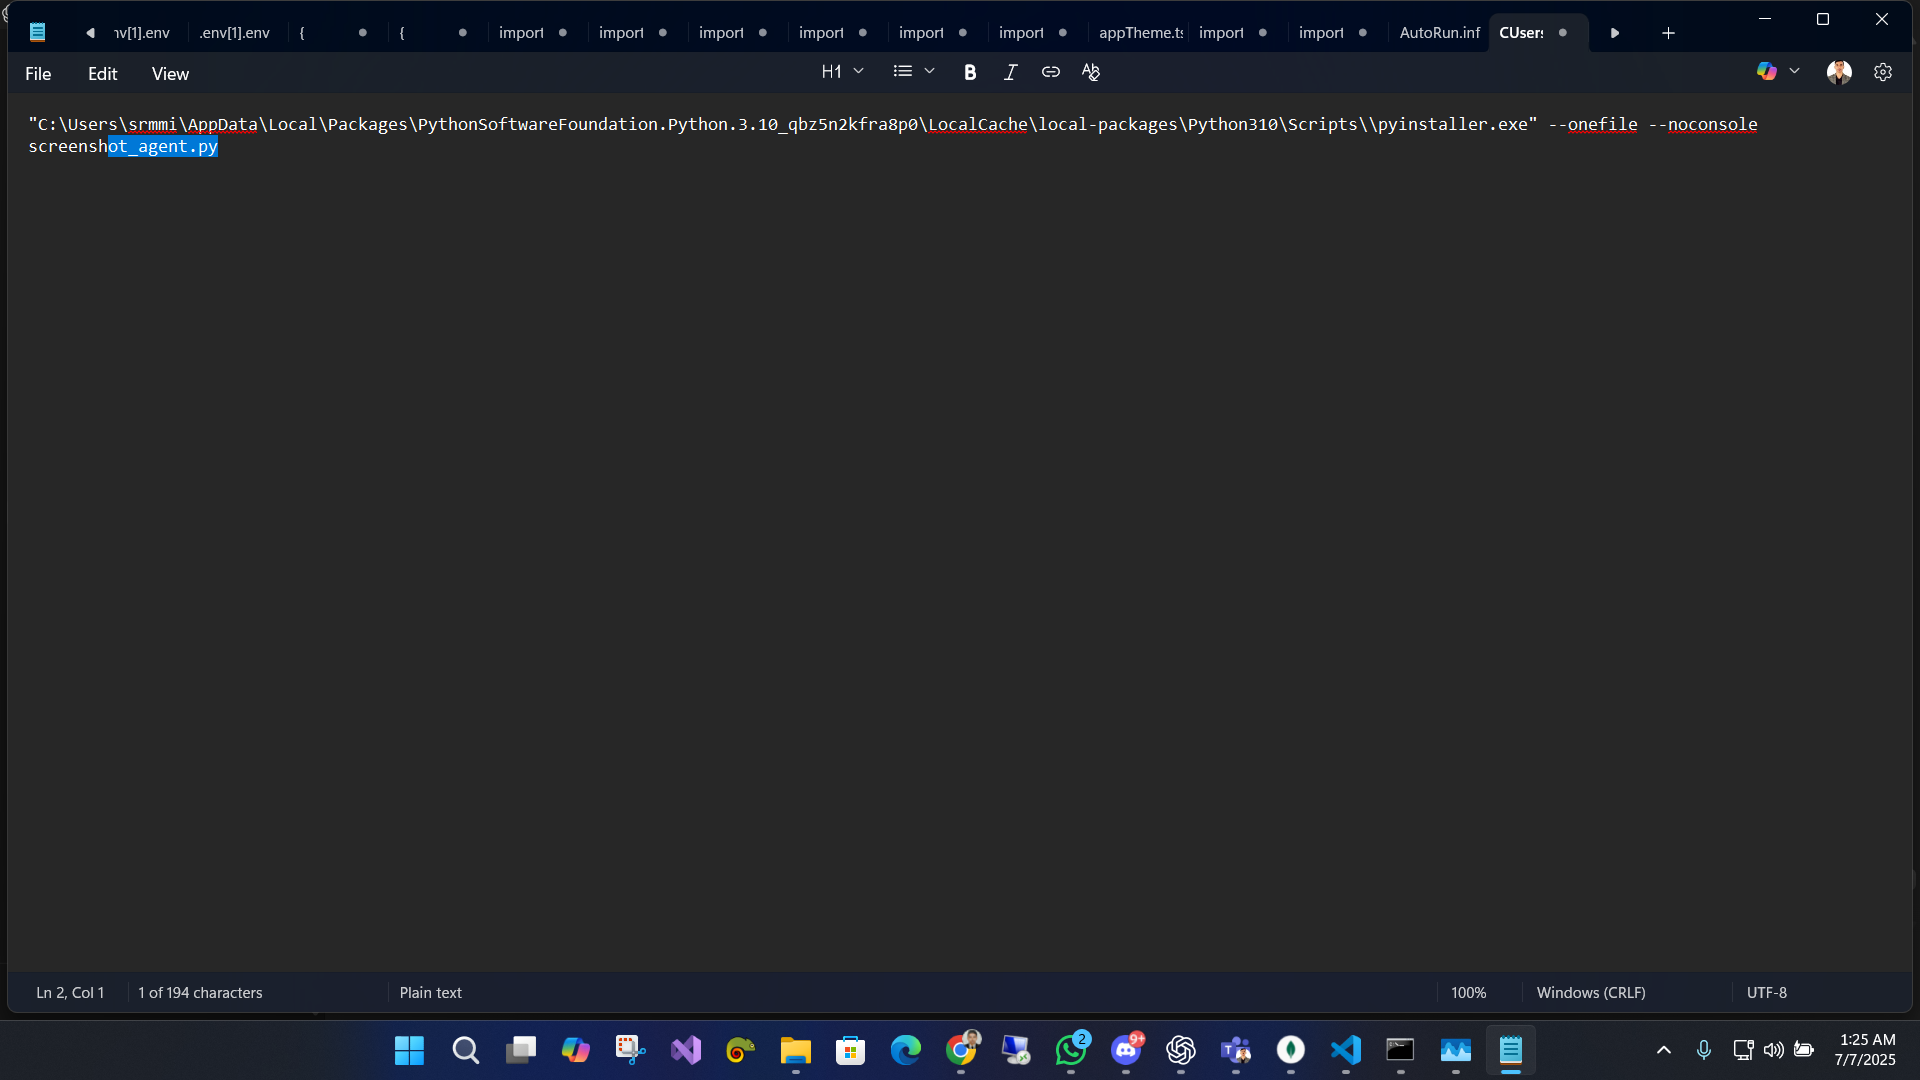 nv[1].env .env[1].env { { import import import import import import appTheme.ts import import AutoRun.inf CUsers
File Edit View H1 B I
"C:\Users\srmmi\AppData\Local\Packages\PythonSoftwareFoundation.Python.3.10_qbz5n2kfra8p0\LocalCache\local-packages\Python310\Scripts\\pyinstaller.exe" --onefile --noconsole
screenshot_agent.py
Ln 2, Col 1 1 of 194 characters Plain text 100% Windows (CRLF) UTF-8
2 9+ 1:25 AM
7/7/2025